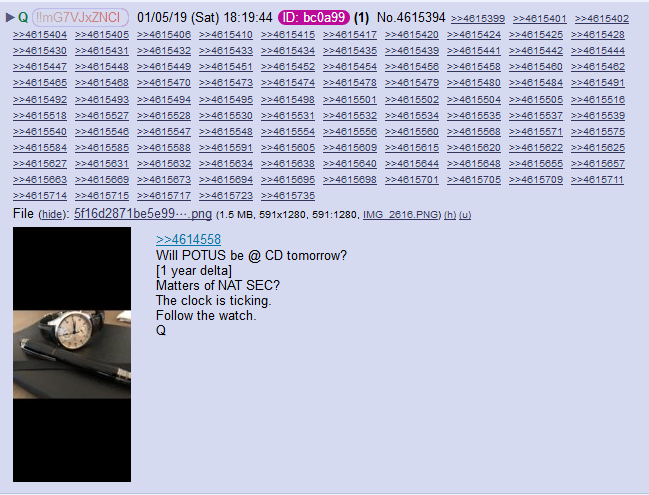 Q !!mG7VJxZNCI 01/05/19 (Sat) 18:19:44 ID: bc0a99 (1) No.4615394 >>4615399 >>4615401 >>4615402
>>4615404 >>4615405 >>4615406 >>4615410 >>4615415 >>4615417 >>4615420 >>4615424 >>4615425 >>4615428
>>4615430 >>4615431 >>4615432 >>4615433 >>4615434 >>4615435 >>4615436 >>4615439 >>4615441 >>4615442 >>4615444
>>4615447 >>4615448 >>4615449 >>4615451 >>4615452 >>4615454 >>4615456 >>4615458 >>4615460 >>4615462
>>4615465 >>4615468 >>4615470 >>4615473 >>4615474 >>4615478 >>4615479 >>4615480 >>4615484 >>4615491
>>4615492 >>4615493 >>4615494 >>4615495 >>4615498 >>4615501 >>4615502 >>4615504 >>4615505 >>4615516
>>4615518 >>4615527 >>4615528 >>4615530 >>4615531 >>4615532 >>4615534 >>4615535 >>4615537 >>4615539
>>4615540 >>4615546 >>4615547 >>4615548 >>4615554 >>4615556 >>4615560 >>4615568 >>4615571 >>4615575
>>4615584 >>4615585 >>4615588 >>4615591 >>4615605 >>4615609 >>4615615 >>4615620 >>4615622 >>4615625
>>4615627 >>4615631 >>4615632 >>4615634 >>4615638 >>4615640 >>4615644 >>4615648 >>4615655 >>4615657
>>4615663 >>4615669 >>4615673 >>4615694 >>4615695 >>4615698 >>4615701 >>4615705 >>4615709 >>4615711
>>4615714 >>4615715 >>4615717 >>4615723 >>4615735
File (hide): 5f16d2871be5e99⋯.png (1.5 MB, 591x1280, 591:1280, IMG_2616.PNG) (h) (u)
>>4614558
Will POTUS be @ CD tomorrow?
[1 year delta]
Matters of NAT SEC?
The clock is ticking.
Follow the watch.
Q